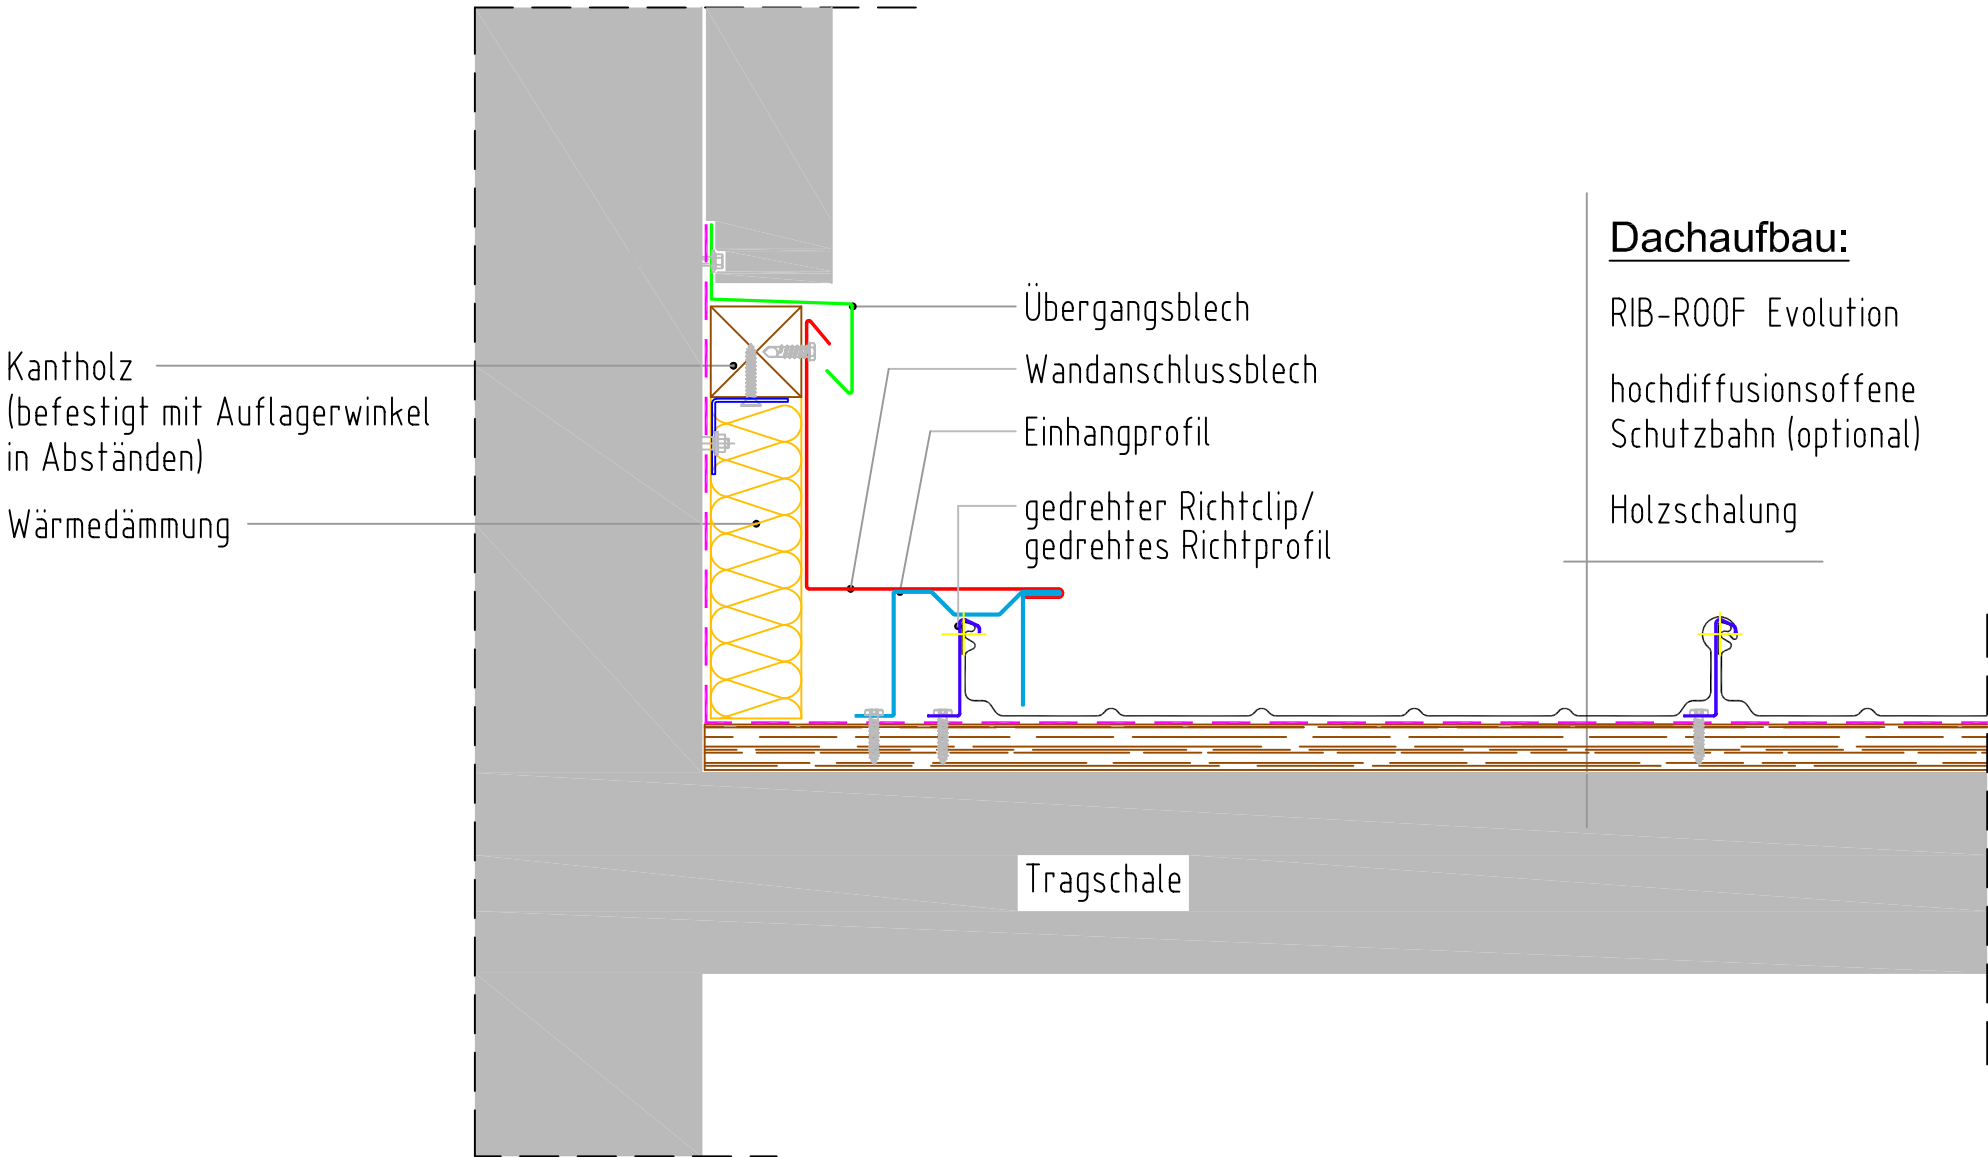 Kantholz
(befestigt mit Auflagerwinkel
in Abständen)
Wärmedämmung
Übergangsblech
Wandanschlussblech
Einhangprofil
gedrehter Richtclip/
gedrehtes Richtprofil
Dachaufbau:
RIB-ROOF Evolution
hochdiffusionsoffene
Schutzbahn (optional)
Holzschalung
Tragschale